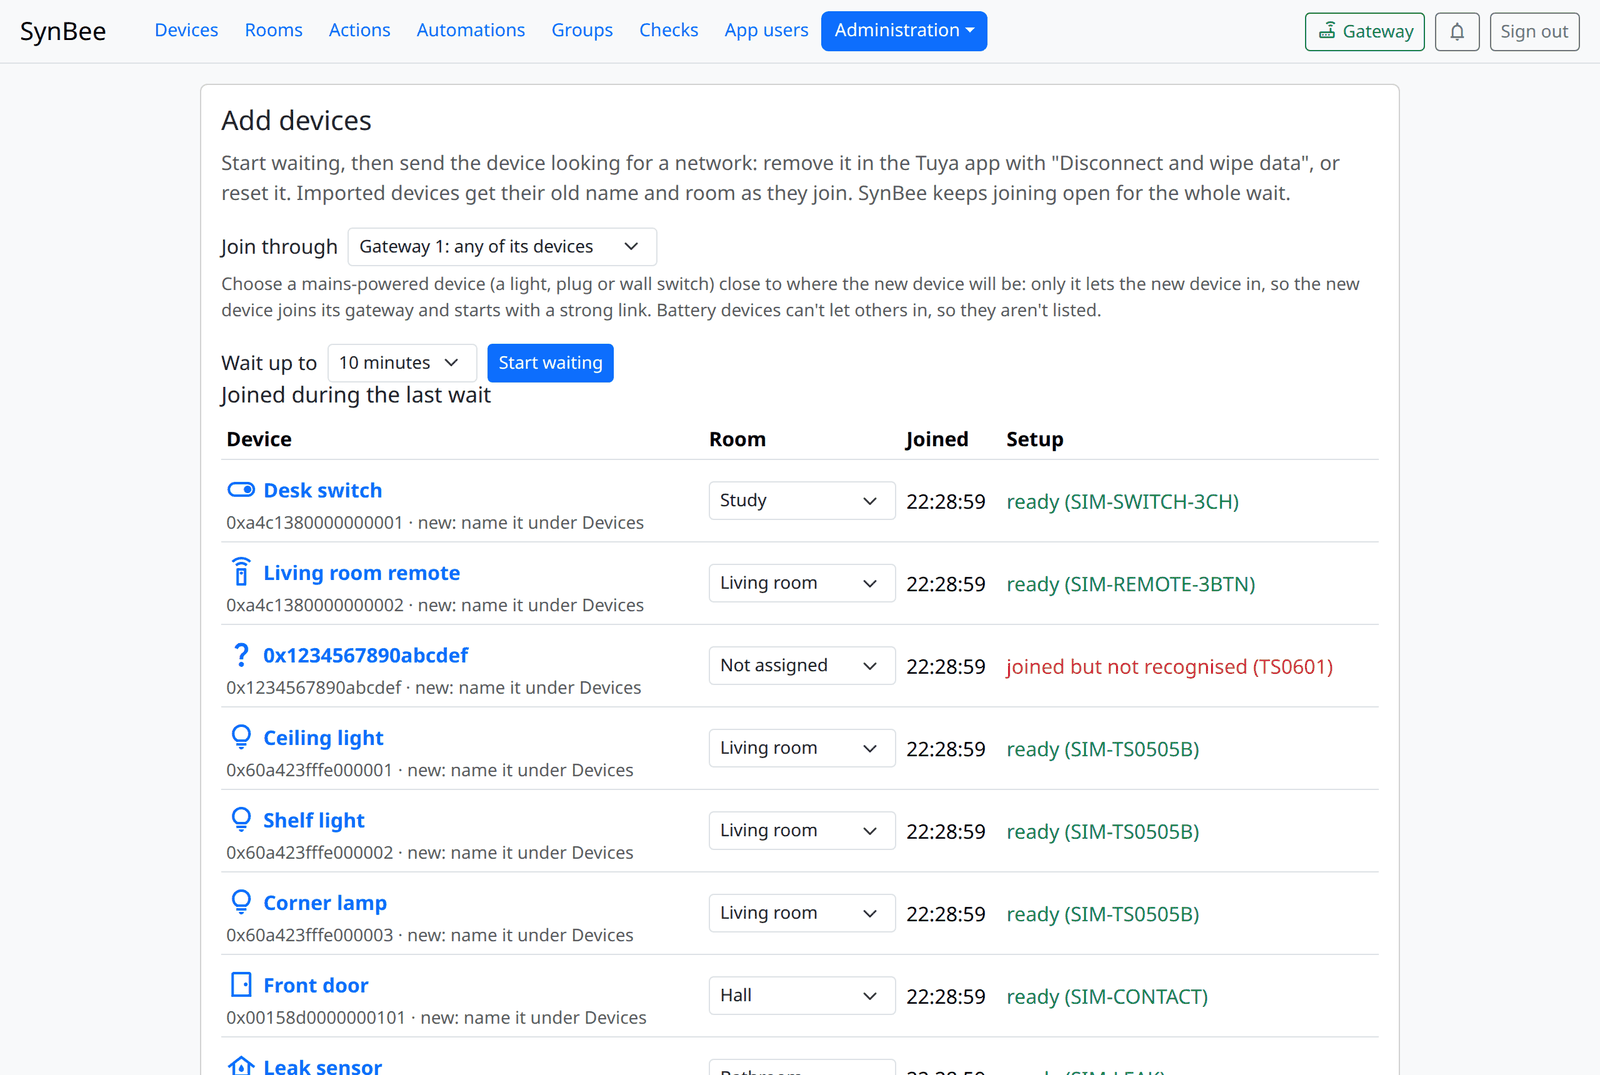 SynBee
Devices Rooms Actions Automations Groups Checks App users Administration Gateway Sign out
Add devices
Start waiting, then send the device looking for a network: remove it in the Tuya app with "Disconnect and wipe data", or
reset it. Imported devices get their old name and room as they join. SynBee keeps joining open for the whole wait.
Join through Gateway 1: any of its devices
Choose a mains-powered device (a light, plug or wall switch) close to where the new device will be: only it lets the new device in, so the new
device joins its gateway and starts with a strong link. Battery devices can't let others in, so they aren't listed.
Wait up to 10 minutes Start waiting
Joined during the last wait
Device Room Joined Setup
Desk switch
0xa4c1380000000001 · new: name it under Devices
Study 22:28:59 ready (SIM-SWITCH-3CH)
Living room remote
0xa4c1380000000002 · new: name it under Devices
Living room 22:28:59 ready (SIM-REMOTE-3BTN)
0x1234567890abcdef
0x1234567890abcdef · new: name it under Devices
Not assigned 22:28:59 joined but not recognised (TS0601)
Ceiling light
0x60a423fffe000001 · new: name it under Devices
Living room 22:28:59 ready (SIM-TS0505B)
Shelf light
0x60a423fffe000002 · new: name it under Devices
Living room 22:28:59 ready (SIM-TS0505B)
Corner lamp
0x60a423fffe000003 · new: name it under Devices
Living room 22:28:59 ready (SIM-TS0505B)
Front door
0x00158d0000000101 · new: name it under Devices
Hall 22:28:59 ready (SIM-CONTACT)
Leak sensor